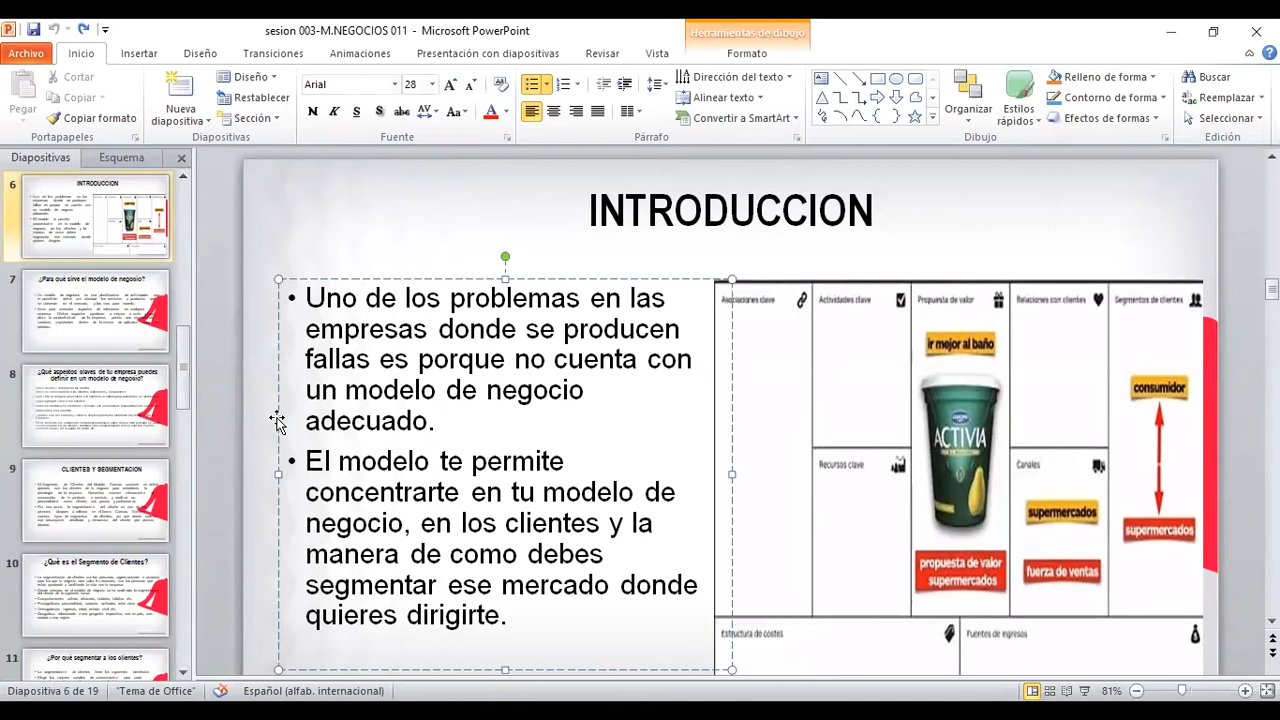 sesion 003-M.NEGOCIOS 011 - Microsoft PowerPoint
Herramientas de dibujo
Archivo Inicio Insertar Diseño Transiciones Animaciones Presentación con diapositivas Revisar Vista Formato
Pegar
Cortar
Copiar
Copiar formato
Portapapeles
Nueva diapositiva
Diseño
Restablecer
Sección
Diapositivas
Arial 28
N K S abc AV Aa A
Fuente
Párrafo
Dirección del texto
Alinear texto
Convertir a SmartArt
Organizar
Estilos rápidos
Relleno de forma
Contorno de forma
Efectos de formas
Dibujo
Buscar
Reemplazar
Seleccionar
Edición
Diapositivas Esquema
6
INTRODUCCION
7
¿Para qué sirve el modelo de negocio?
8
¿Qué aspectos claves de tu empresa puedes
definir en un modelo de negocio?
9
CLIENTES Y SEGMENTACION
10
¿Qué es el Segmento de Clientes?
11
¿Por qué segmentar a los clientes?
INTRODUCCION
• Uno de los problemas en las
empresas donde se producen
fallas es porque no cuenta con
un modelo de negocio
adecuado.
• El modelo te permite
concentrarte en tu modelo de
negocio, en los clientes y la
manera de como debes
segmentar ese mercado donde
quieres dirigirte.
Asociaciones clave
Actividades clave
Propuesta de valor
Relaciones con clientes
Segmentos de clientes
ir mejor al baño
consumidor
DANONE
ACTIVIA
Recursos clave
Canales
supermercados
supermercados
propuesta de valor
supermercados
fuerza de ventas
Estructura de costes
Fuentes de ingresos
Diapositiva 6 de 19 "Tema de Office" Español (alfab. internacional) 81%